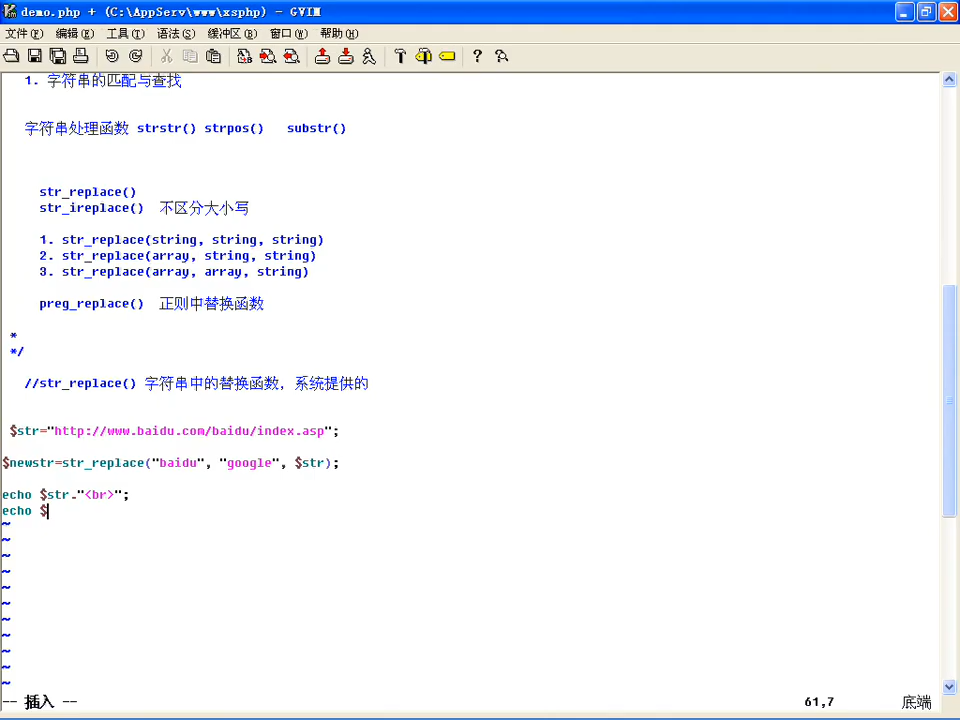 demo.php + (C:\AppServ\www\xsphp) - GVIM
文件(F) 编辑(E) 工具(T) 语法(S) 缓冲区(B) 窗口(W) 帮助(H)
1. 字符串的匹配与查找
字符串处理函数 strstr() strpos() substr()
str_replace()
str_ireplace() 不区分大小写
1. str_replace(string, string, string)
2. str_replace(array, string, string)
3. str_replace(array, array, string)
preg_replace() 正则中替换函数
*
*/
//str_replace() 字符串中的替换函数, 系统提供的
$str="http://www.baidu.com/baidu/index.asp";
$newstr=str_replace("baidu", "google", $str);
echo $str."<br>";
echo $
~
~
~
~
~
~
~
~
~
~
~
-- 插入 -- 61,7 底端